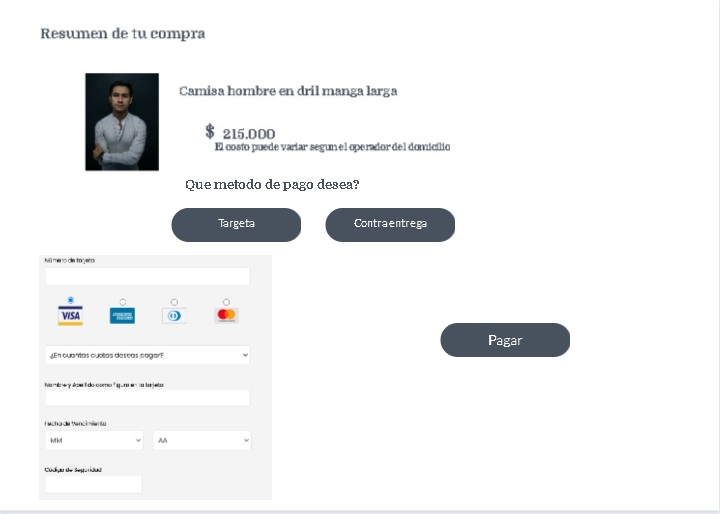 Resumen de tu compra
Camisa hombre en dril manga larga
$ 215.000
El costo puede variar segun el operador del domicilio
Que metodo de pago desea?
Targeta
Contraentrega
Número de tarjeta
VISA
¿En cuantas cuotas deseas pagar?
Nombre y Apellido como figura en la tarjeta
Fecha de Vencimiento
MM
AA
Código de Seguridad
Pagar